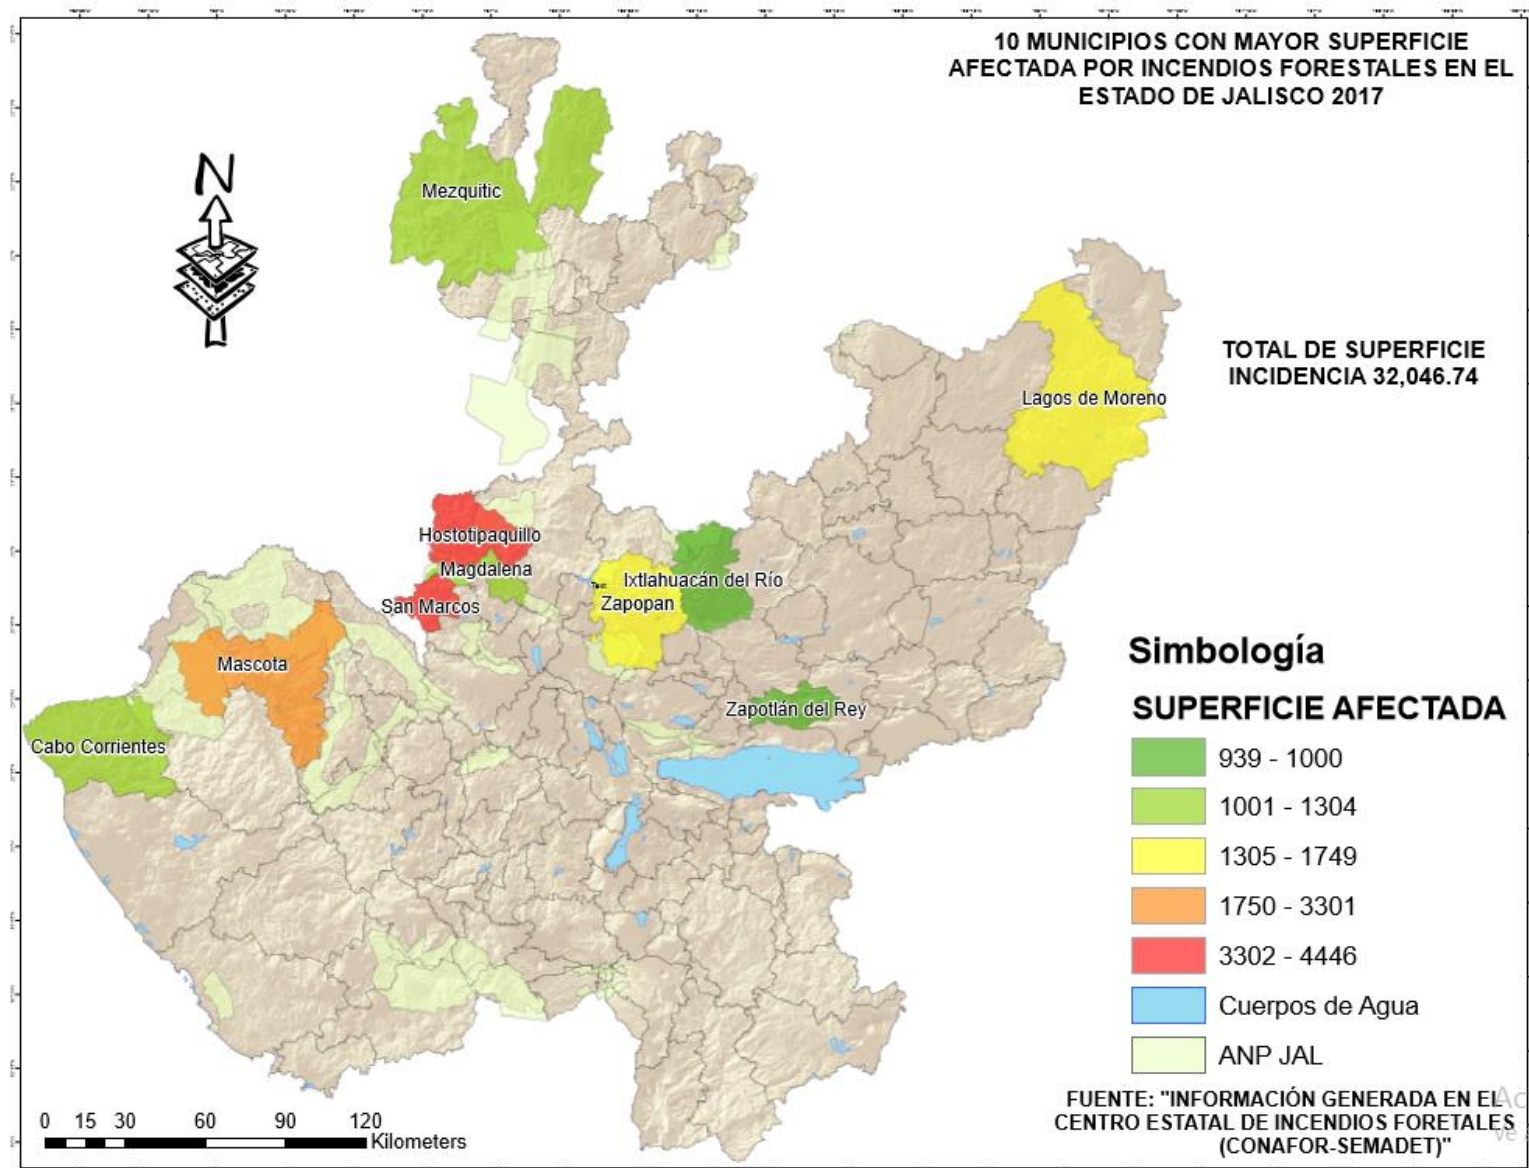 10 MUNICIPIOS CON MAYOR SUPERFICIE
AFECTADA POR INCENDIOS FORESTALES EN EL
ESTADO DE JALISCO 2017
N
Mezquitic
TOTAL DE SUPERFICIE
INCIDENCIA 32,046.74
Lagos de Moreno
Hostotipaquillo
Magdalena
Ixtlahuacán del Río
San Marcos
Zapopan
Mascota
Zapotlán del Rey
Cabo Corrientes
Simbología
SUPERFICIE AFECTADA
939 - 1000
1001 - 1304
1305 - 1749
1750 - 3301
3302 - 4446
Cuerpos de Agua
ANP JAL
FUENTE: "INFORMACIÓN GENERADA EN EL
CENTRO ESTATAL DE INCENDIOS FORETALES
(CONAFOR-SEMADET)"
0 15 30 60 90 120
Kilometers